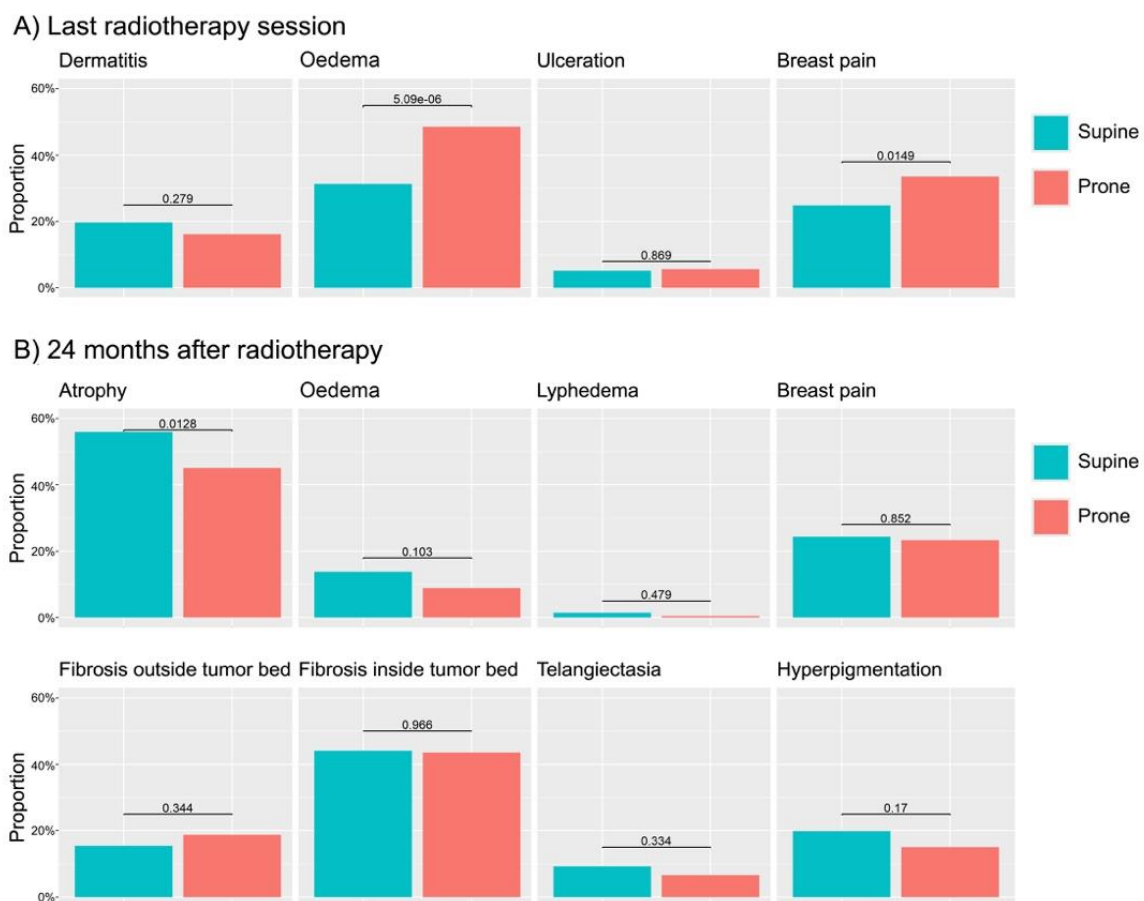 A) Last radiotherapy session
Dermatitis Oedema Ulceration Breast pain
60%
40%
20%
0%
Proportion
0.279
5.09e-06
0.869
0.0149
Supine
Prone
B) 24 months after radiotherapy
Atrophy Oedema Lyphedema Breast pain
60%
40%
20%
0%
Proportion
0.0128
0.103
0.479
0.852
Supine
Prone
Fibrosis outside tumor bed Fibrosis inside tumor bed Telangiectasia Hyperpigmentation
60%
40%
20%
0%
Proportion
0.344
0.966
0.334
0.17